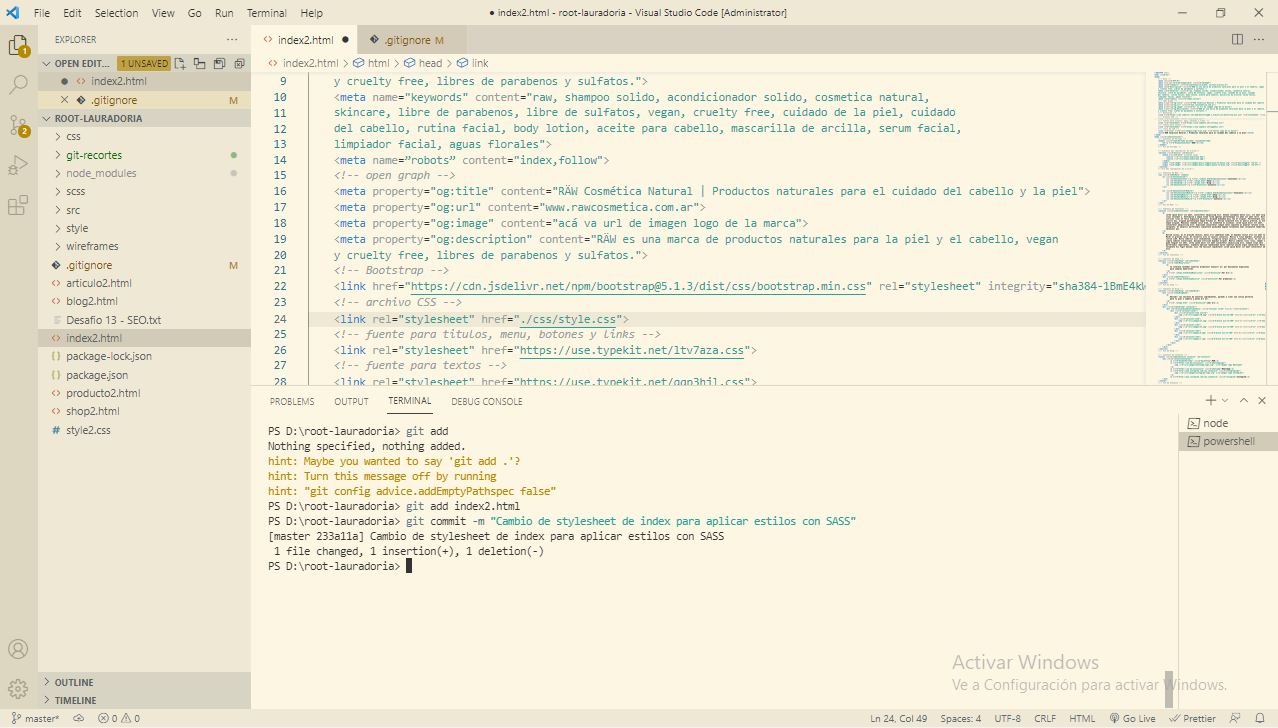 File Edit Selection View Go Run Terminal Help
● index2.html - root-lauradoria - Visual Studio Code [Administrator]
EXPLORER
OPEN EDIT... 1 UNSAVED
index2.html
.gitignore M
ROOT-LAURADORIA
css
git-recortes
node_modules
scss
src
style
wireframes
.gitignore M
articulo2.html
blog2.html
Desafio 13 - SEO.txt
index2.html
package-lock.json
package.json
producto2.html
shop2.html
style2.css
OUTLINE
TIMELINE
1
2
index2.html ●
.gitignore M
index2.html > html > head > link
9 y cruelty free, libres de parabenos y sulfatos.">
10 <meta name="keywords" content="raw, shampoo solido, acondicionador solido, cosmetica natural,
11 skincare, libre de parabenos, libre de sulfatos, vegan, cruelty free, cuidado de la piel, cuidado
12 del cabello, rutina facial, body lotion, aceite para cabello, mascarilla de arcilla, serum facial,
13 limpiador facial, aguas florales">
14 <meta name="robots" content="index,follow">
15 <!-- open graph -->
16 <meta property="og:title" content="RÄW Cosmética Natural | Productos naturales para el cuidado del cabello y la piel">
17 <meta property="og:url" content="www.rawcosmetica.com.ar">
18 <meta property="og:image" content="acá va url de imagen logo de la marca">
19 <meta property="og:description" content="RÄW es una marca de productos naturales para la piel y el cabello, vegan
20 y cruelty free, libres de parabenos y sulfatos.">
21 <!-- Bootstrap -->
22 <link href="https://cdn.jsdelivr.net/npm/bootstrap@5.1.3/dist/css/bootstrap.min.css" rel="stylesheet" integrity="sha384-1BmE4kW
23 <!-- archivo CSS -->
24 <link rel="stylesheet" href="css/style.css">
25 <!-- fuente para titulos, menu, botones y links -->
26 <link rel="stylesheet" href="https://use.typekit.net/ltv7aza.css">
27 <!-- fuente para textos -->
28 <link rel="stylesheet" href="https://use.typekit.net/gqn3hil.css">
PROBLEMS OUTPUT TERMINAL DEBUG CONSOLE
PS D:\root-lauradoria> git add
Nothing specified, nothing added.
hint: Maybe you wanted to say 'git add .'?
hint: Turn this message off by running
hint: "git config advice.addEmptyPathspec false"
PS D:\root-lauradoria> git add index2.html
PS D:\root-lauradoria> git commit -m "Cambio de stylesheet de index para aplicar estilos con SASS"
[master 233a11a] Cambio de stylesheet de index para aplicar estilos con SASS
1 file changed, 1 insertion(+), 1 deletion(-)
PS D:\root-lauradoria>
node
powershell
Activar Windows
Ve a Configuración para activar Windows.
master* 0 0
Ln 24, Col 49 Spaces: 4 UTF-8 CRLF HTML Go Live Prettier